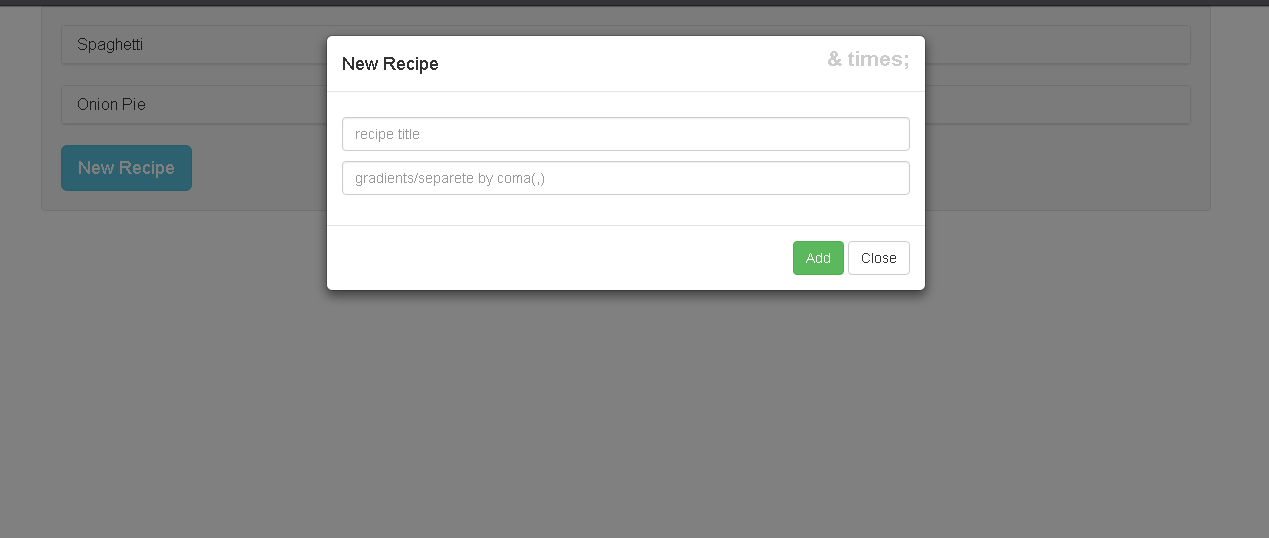 Spaghetti
New Recipe
& times;
Onion Pie
recipe title
New Recipe
gradients/separete by coma(,)
Add
Close